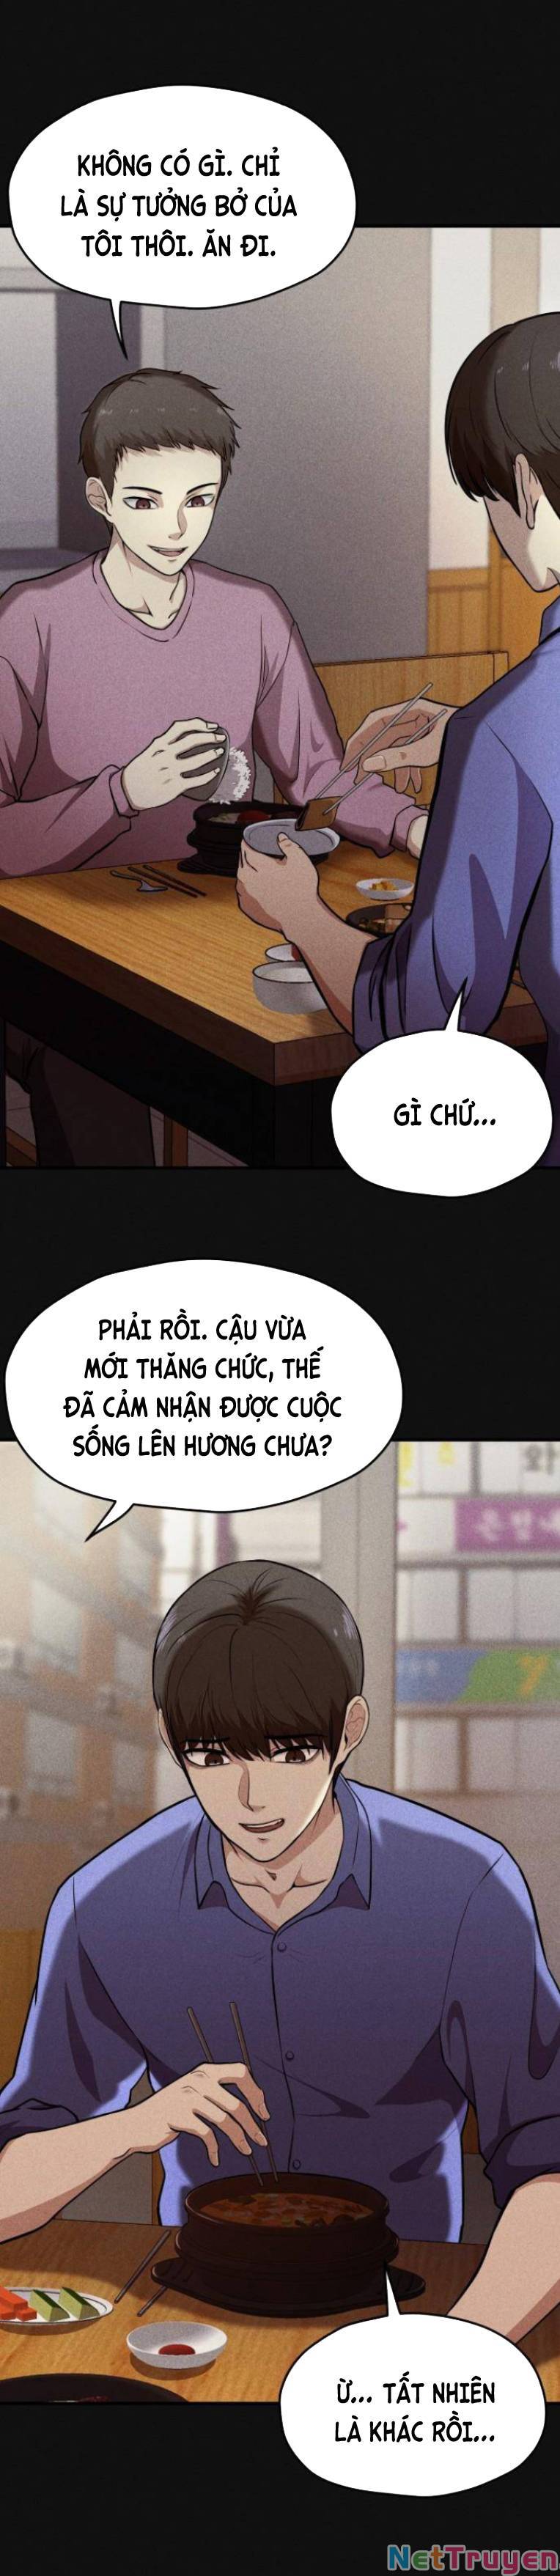 KHÔNG CÓ GÌ. CHỈ
LÀ SỰ TƯỞNG BỞ CỦA
TÔI THÔI. ĂN ĐI.
GÌ CHỨ...
PHẢI RỒI. CẬU VỪA
MỚI THĂNG CHỨC, THẾ
ĐÃ CẢM NHẬN ĐƯỢC CUỘC
SỐNG LÊN HƯƠNG CHƯA?
Ừ... TẤT NHIÊN
LÀ KHÁC RỒI...
NetTruyen